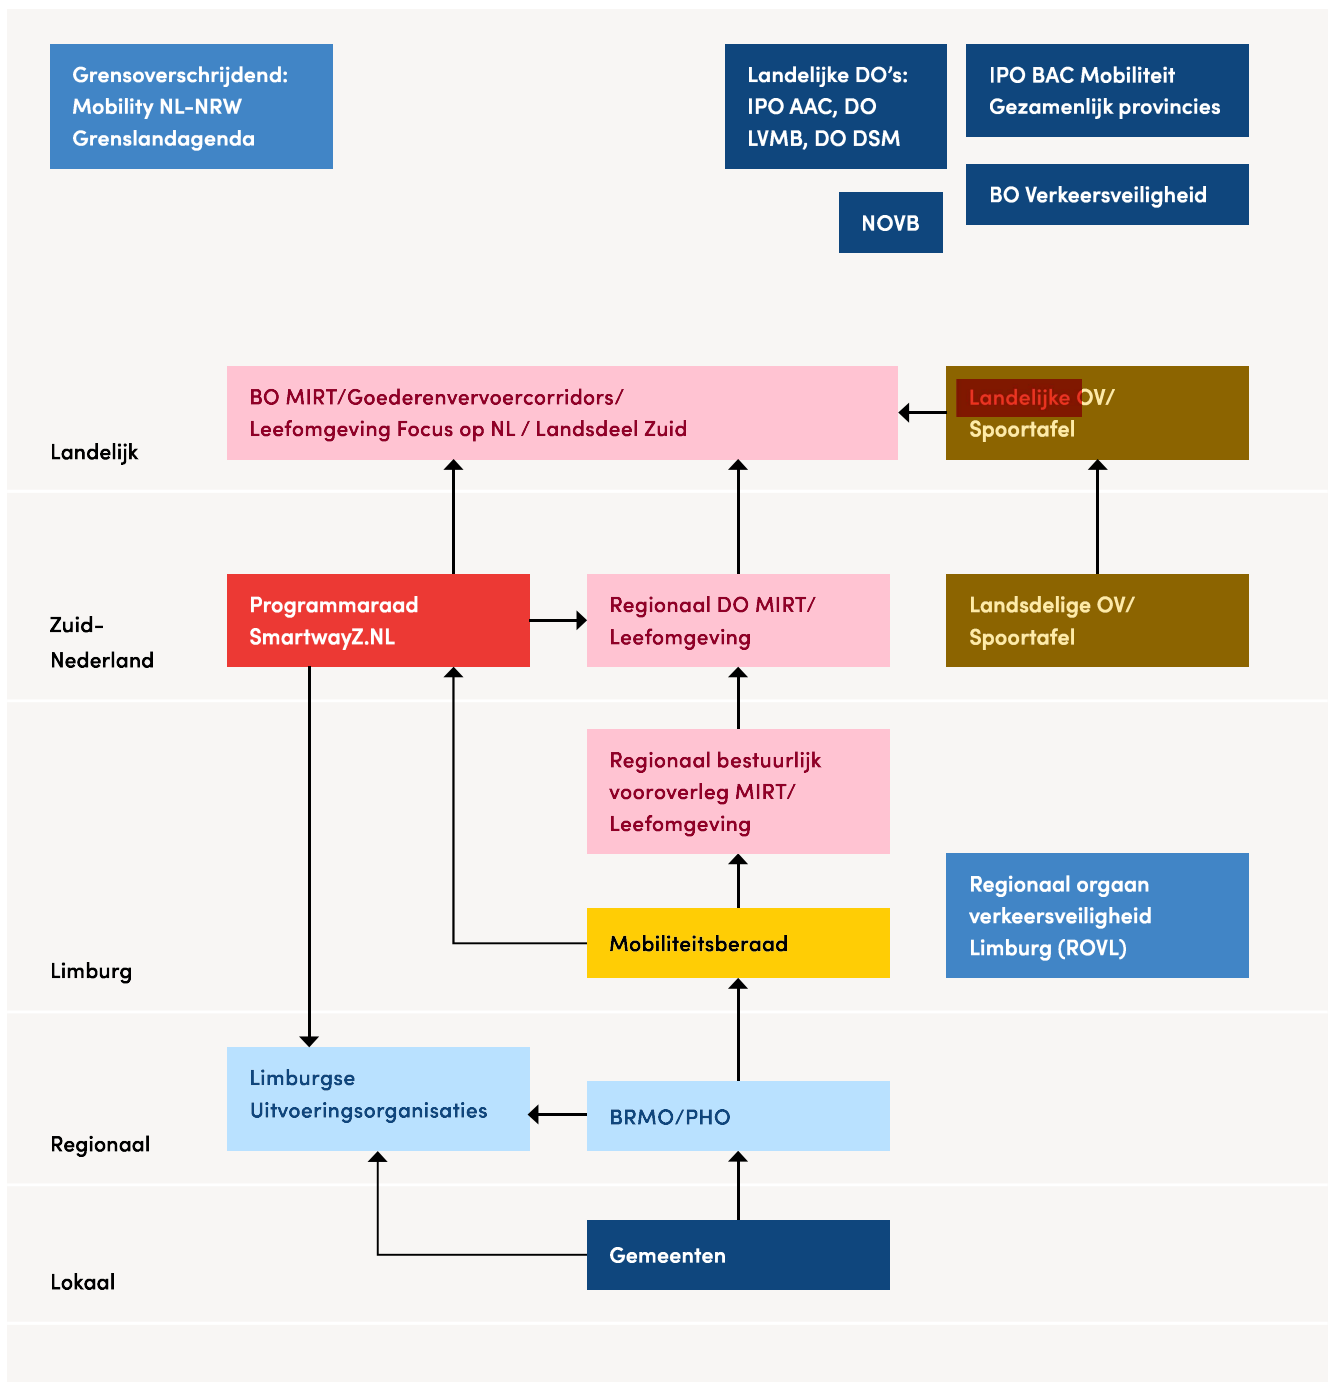 Grensoverschrijdend:
Mobility NL-NRW
Grenslandagenda
Landelijke DO’s:
IPO AAC, DO
LVMB, DO DSM
IPO BAC Mobiliteit
Gezamenlijk provincies
BO Verkeersveiligheid
NOVB
Landelijk
BO MIRT/Goederenvervoercorridors/
Leefomgeving Focus op NL / Landsdeel Zuid
Landelijke OV/
Spoortafel
Zuid-
Nederland
Programmaraad
SmartwayZ.NL
Regionaal DO MIRT/
Leefomgeving
Landsdelige OV/
Spoortafel
Limburg
Regionaal bestuurlijk
vooroverleg MIRT/
Leefomgeving
Mobiliteitsberaad
Regionaal orgaan
verkeersveiligheid
Limburg (ROVL)
Regionaal
Limburgse
Uitvoeringsorganisaties
BRMO/PHO
Lokaal
Gemeenten